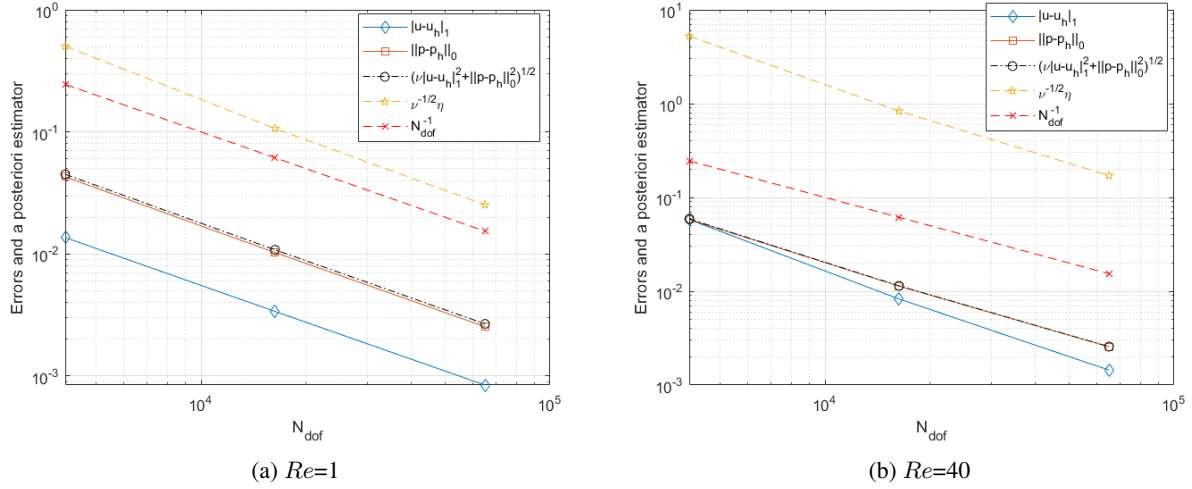 10^0
10^-1
10^-2
10^-3
Errors and a posteriori estimator
10^4
10^5
N_dof
|u-u_h|_1
||p-p_h||_0
(ν|u-u_h|_1^2+||p-p_h||_0^2)^1/2
ν^-1/2 η
N_dof^-1
(a) Re=1
10^1
10^0
10^-1
10^-2
10^-3
Errors and a posteriori estimator
10^4
10^5
N_dof
|u-u_h|_1
||p-p_h||_0
(ν|u-u_h|_1^2+||p-p_h||_0^2)^1/2
ν^-1/2 η
N_dof^-1
(b) Re=40